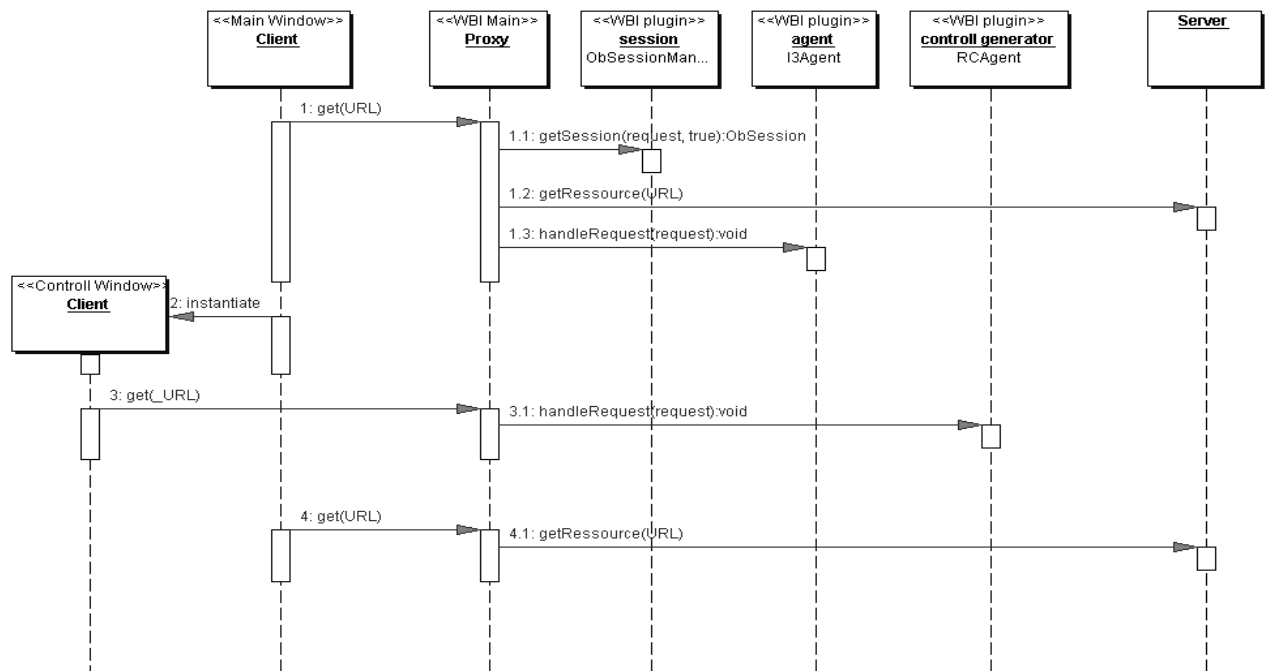 <<Main Window>>
Client
<<WBI Main>>
Proxy
<<WBI plugin>>
session
ObSessionMan...
<<WBI plugin>>
agent
I3Agent
<<WBI plugin>>
controll generator
RCAgent
Server
1: get(URL)
1.1: getSession(request, true):ObSession
1.2: getRessource(URL)
1.3: handleRequest(request):void
<<Controll Window>>
Client
2: instantiate
3: get(_URL)
3.1: handleRequest(request):void
4: get(URL)
4.1: getRessource(URL)